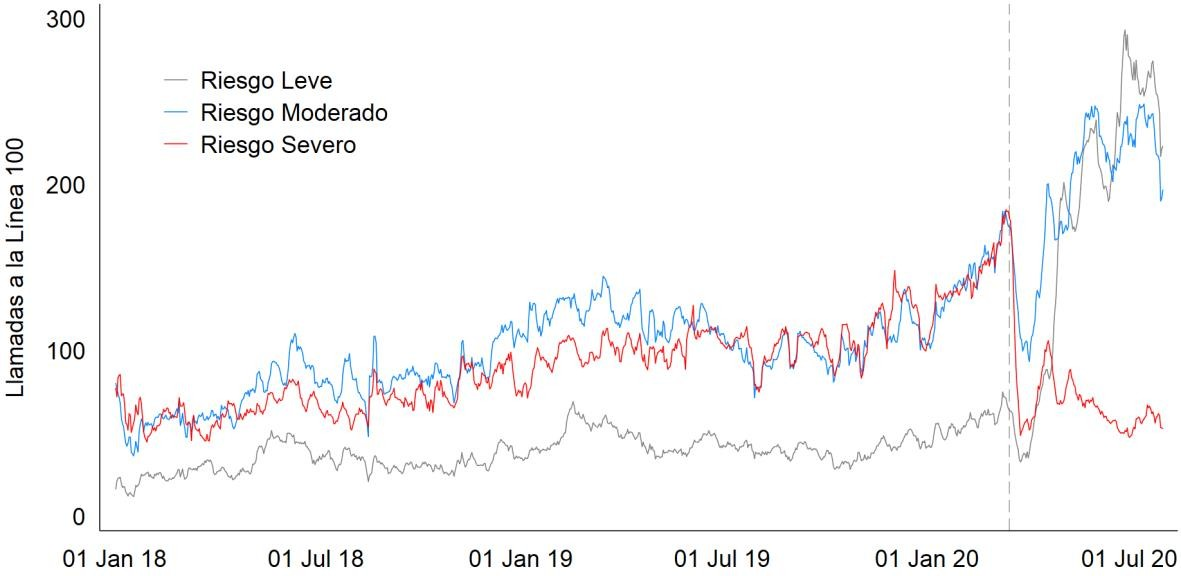 Llamadas a la Línea 100
300
200
100
0
Riesgo Leve
Riesgo Moderado
Riesgo Severo
01 Jan 18 01 Jul 18 01 Jan 19 01 Jul 19 01 Jan 20 01 Jul 20